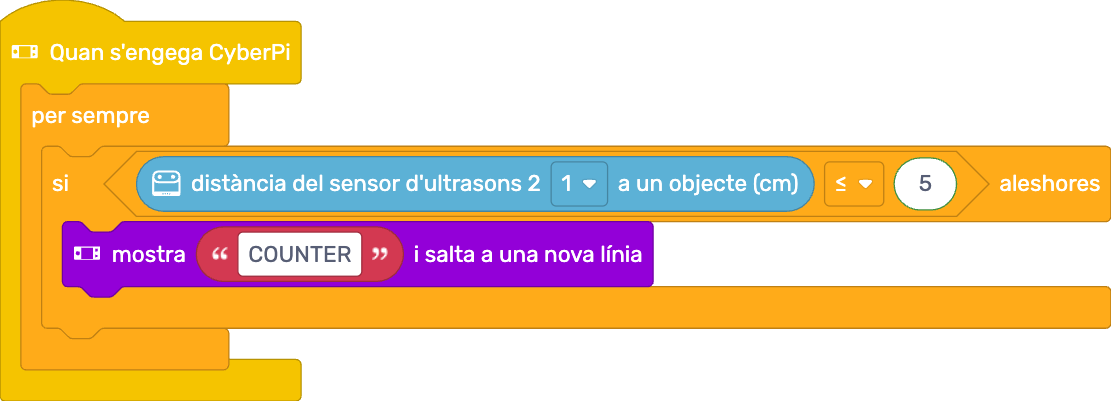 Quan s'engega CyberPi
per sempre
si distància del sensor d'ultrasons 2 1 a un objecte (cm) ≤ 5 aleshores
mostra “ COUNTER ” i salta a una nova línia